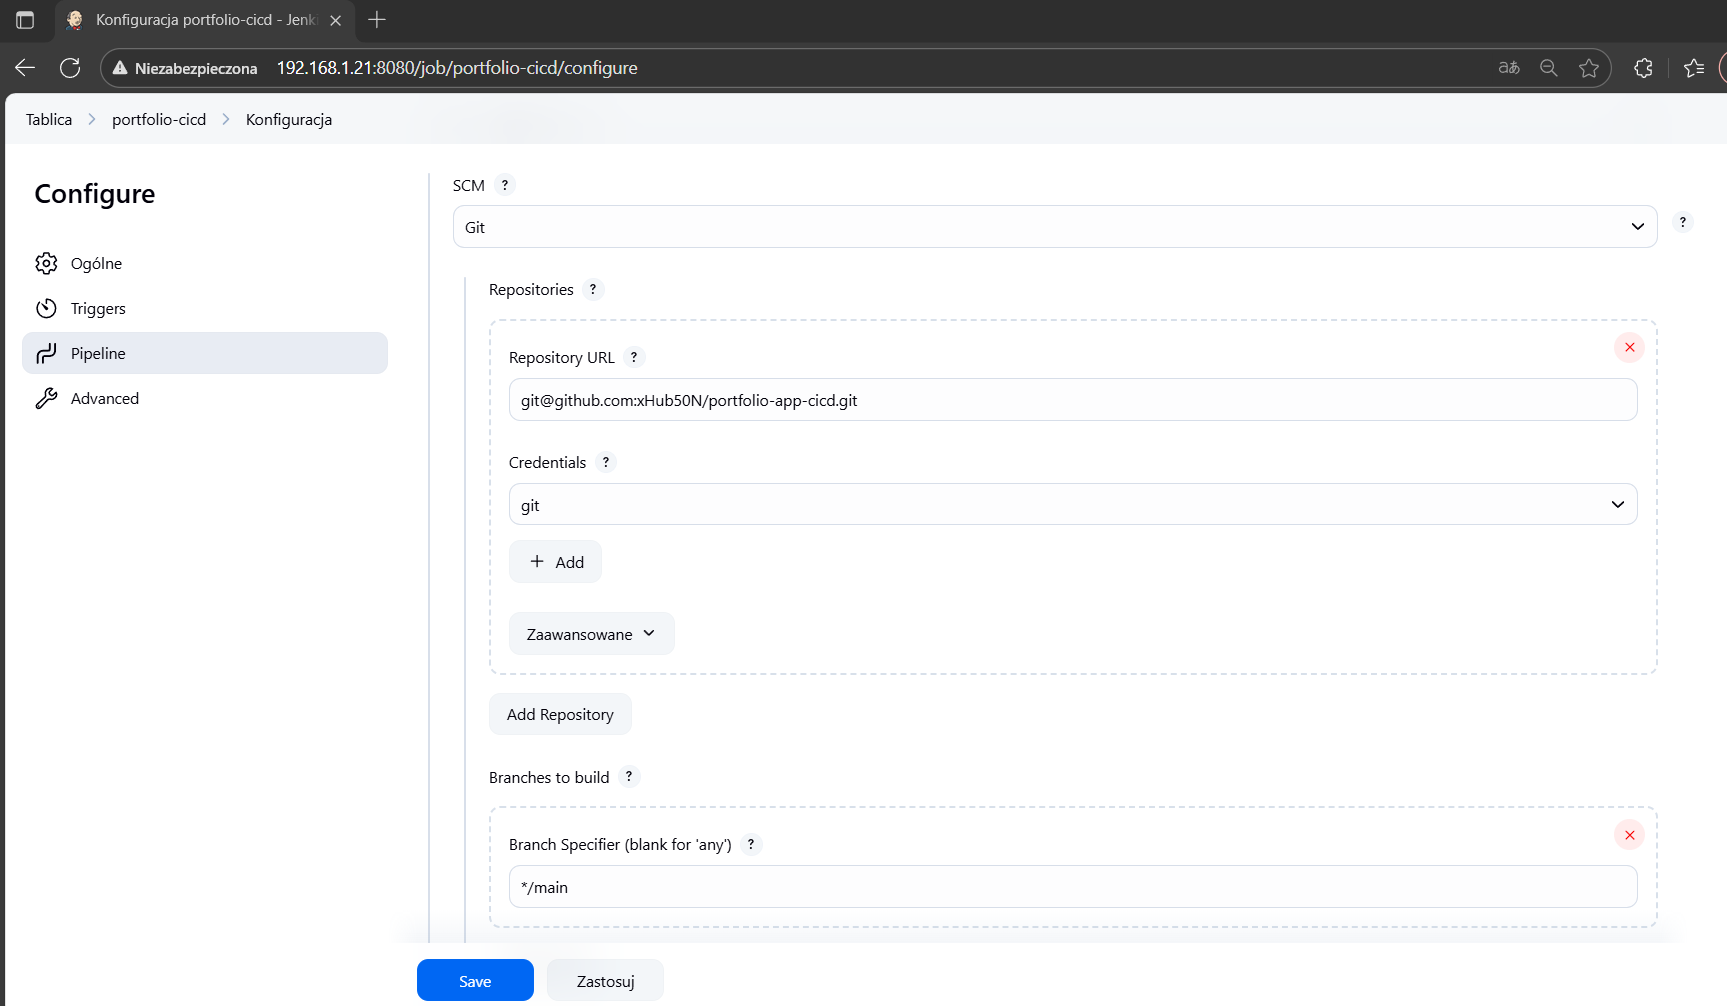 Konfiguracja portfolio-cicd - Jenki
Niezabezpieczona 192.168.1.21:8080/job/portfolio-cicd/configure
Tablica > portfolio-cicd > Konfiguracja
Configure
Ogólne
Triggers
Pipeline
Advanced
SCM ?
Git
?
Repositories ?
Repository URL ?
git@github.com:xHub50N/portfolio-app-cicd.git
Credentials ?
git
+ Add
Zaawansowane
Add Repository
Branches to build ?
Branch Specifier (blank for 'any') ?
*/main
Save
Zastosuj